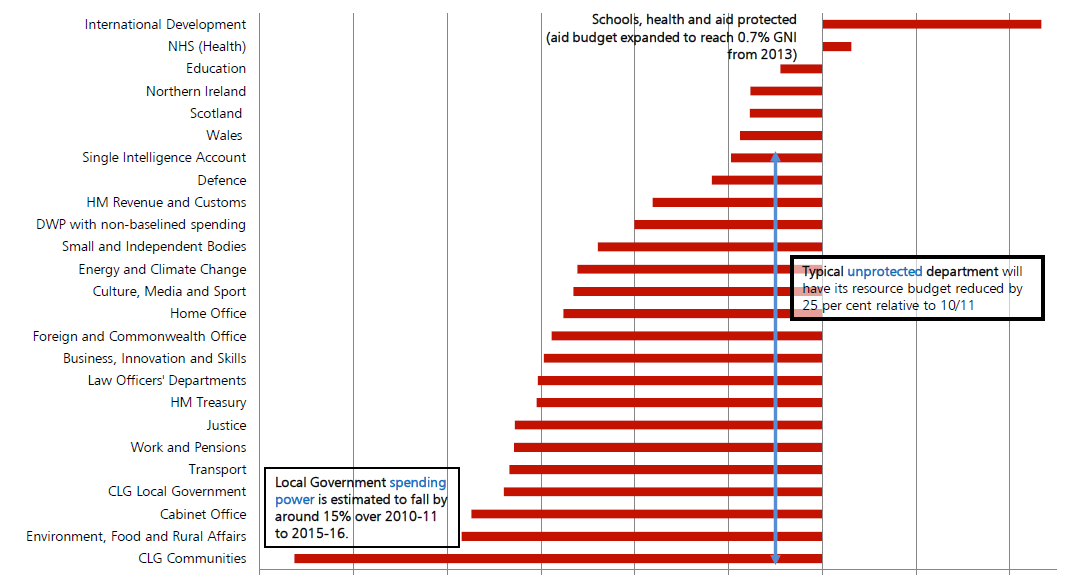 International Development
NHS (Health)
Education
Northern Ireland
Scotland
Wales
Single Intelligence Account
Defence
HM Revenue and Customs
DWP with non-baselined spending
Small and Independent Bodies
Energy and Climate Change
Culture, Media and Sport
Home Office
Foreign and Commonwealth Office
Business, Innovation and Skills
Law Officers' Departments
HM Treasury
Justice
Work and Pensions
Transport
CLG Local Government
Cabinet Office
Environment, Food and Rural Affairs
CLG Communities
Schools, health and aid protected
(aid budget expanded to reach 0.7% GNI
from 2013)
Typical unprotected department will
have its resource budget reduced by
25 per cent relative to 10/11
Local Government spending
power is estimated to fall by
around 15% over 2010-11
to 2015-16.